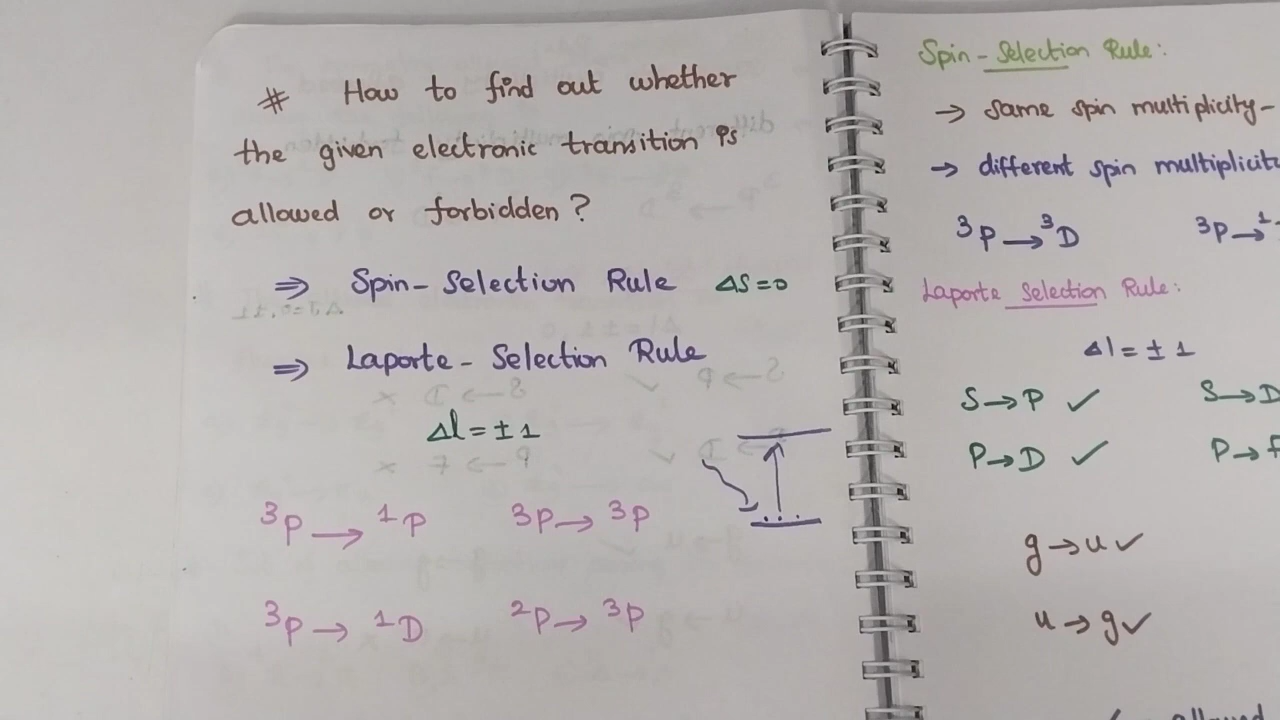 # How to find out whether
the given electronic transition is
allowed or forbidden?
⇒ Spin-Selection Rule ΔS=0
⇒ Laporte-Selection Rule
Δl=±1
³P → ¹P ³P → ³P
³P → ¹D ²P → ³P
Spin-Selection Rule:
→ same spin multiplicity-
→ different spin
³P → ³D ³P → ¹
Laporte Selection Rule:
Δl=±1
S→P ✓ S→D
P→D ✓ P→f
g→u ✓
u→g ✓